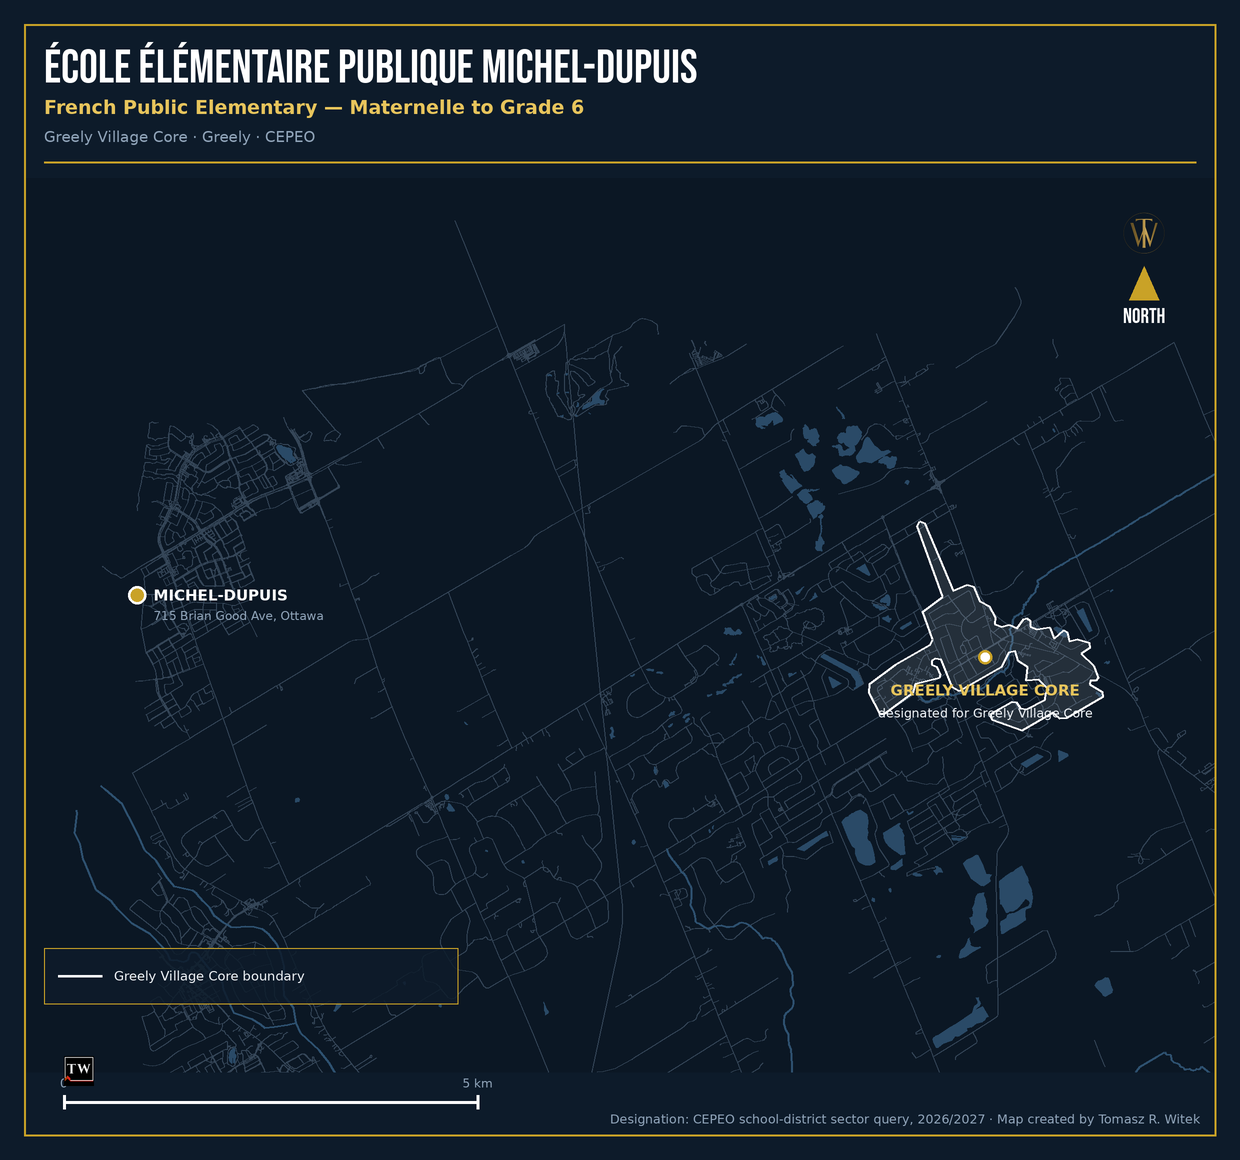 ÉCOLE ÉLÉMENTAIRE PUBLIQUE MICHEL-DUPUIS
French Public Elementary — Maternelle to Grade 6
Greely Village Core · Greely · CEPEO
TW
NORTH
MICHEL-DUPUIS
715 Brian Good Ave, Ottawa
GREELY VILLAGE CORE
designated for Greely Village Core
Greely Village Core boundary
TW
0
5 km
Designation: CEPEO school-district sector query, 2026/2027 · Map created by Tomasz R. Witek